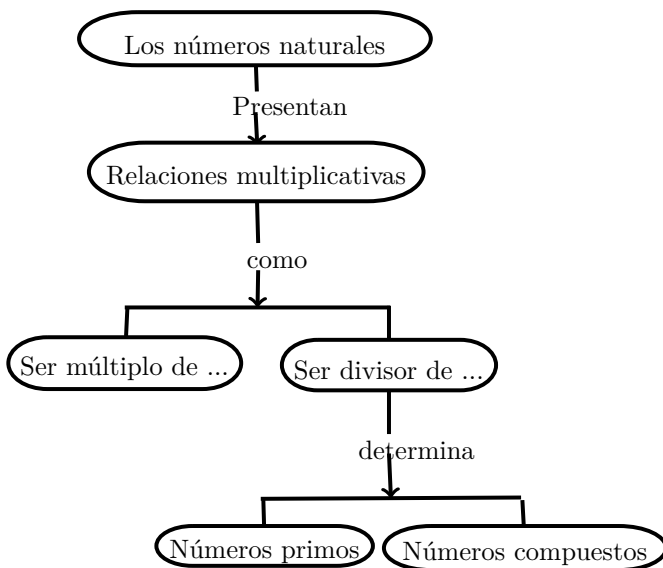 Los números naturales
Presentan
Relaciones multiplicativas
como
Ser múltiplo de ...
Ser divisor de ...
determina
Números primos
Números compuestos